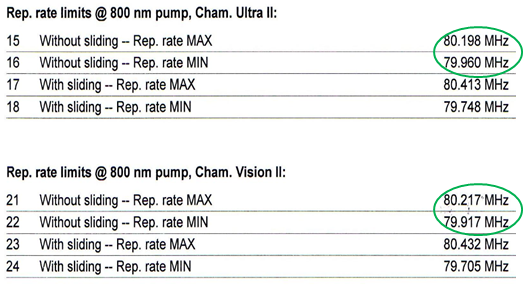 Rep. rate limits @ 800 nm pump, Cham. Ultra II:
15 Without sliding -- Rep. rate MAX 80.198 MHz
16 Without sliding -- Rep. rate MIN 79.960 MHz
17 With sliding -- Rep. rate MAX 80.413 MHz
18 With sliding -- Rep. rate MIN 79.748 MHz
Rep. rate limits @ 800 nm pump, Cham. Vision II:
21 Without sliding -- Rep. rate MAX 80.217 MHz
22 Without sliding -- Rep. rate MIN 79.917 MHz
23 With sliding -- Rep. rate MAX 80.432 MHz
24 With sliding -- Rep. rate MIN 79.705 MHz